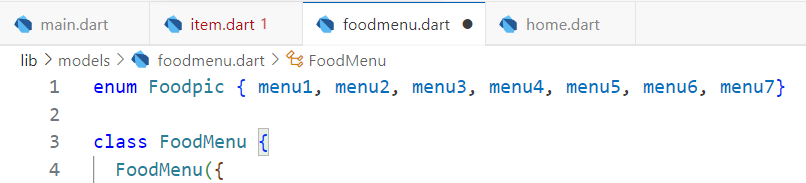 main.dart item.dart 1 foodmenu.dart ● home.dart
lib > models > foodmenu.dart > FoodMenu
1 enum Foodpic { menu1, menu2, menu3, menu4, menu5, menu6, menu7}
2
3 class FoodMenu {
4 FoodMenu({